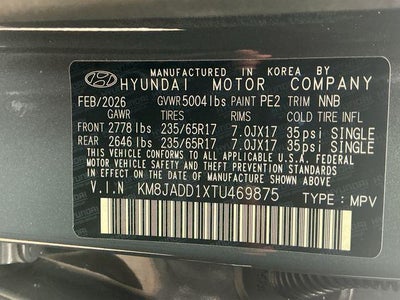 MANUFACTURED IN KOREA BY
HYUNDAI MOTOR COMPANY
FEB/2026 GVWR 5004 lbs PAINT PE2 TRIM NNB
GAWR TIRES RIMS COLD TIRE INFL
FRONT 2778 lbs 235/65R17 7.0JX17 35psi SINGLE
REAR 2646 lbs 235/65R17 7.0JX17 35psi SINGLE
THIS VEHICLE CONFORMS TO ALL APPLICABLE U.S.A. FEDERAL
MOTOR VEHICLE SAFETY, BUMPER, AND THEFT PREVENTION STANDARDS
IN EFFECT ON THE DATE OF MANUFACTURE SHOWN ABOVE.
V.I.N KM8JADD1XTU469875 TYPE : MPV